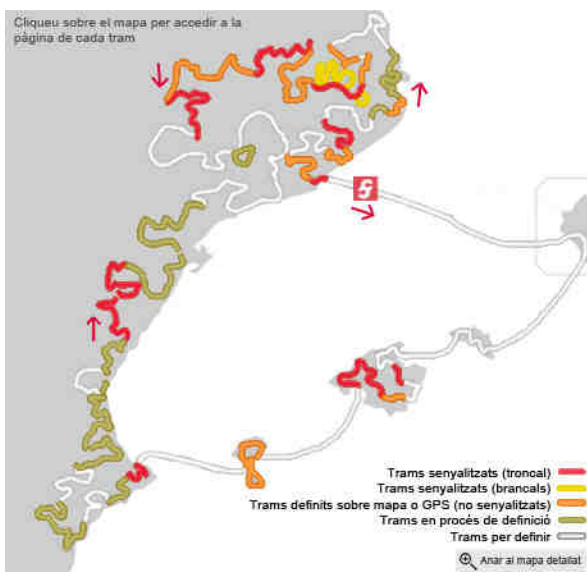 Cliqueu sobre el mapa per accedir a la
pàgina de cada tram
Trams senyalitzats (troncal)
Trams senyalitzats (brancals)
Trams definits sobre mapa o GPS (no senyalitzats)
Trams en procés de definició
Trams per definir
Anar al mapa detallat